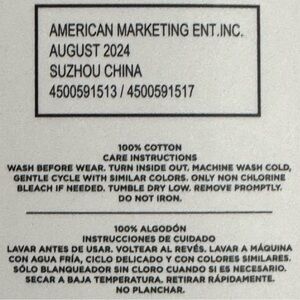 AMERICAN MARKETING ENT.INC.
AUGUST 2024
SUZHOU CHINA
4500591513 / 4500591517
100% COTTON
CARE INSTRUCTIONS
WASH BEFORE WEAR. TURN INSIDE OUT. MACHINE WASH COLD,
GENTLE CYCLE WITH SIMILAR COLORS. ONLY NON CHLORINE
BLEACH IF NEEDED. TUMBLE DRY LOW. REMOVE PROMPTLY.
DO NOT IRON.
100% ALGODÓN
INSTRUCCIONES DE CUIDADO
LAVAR ANTES DE USAR. VOLTEAR AL REVÉS. LAVAR A MÁQUINA
CON AGUA FRÍA, CICLO DELICADO Y CON COLORES SIMILARES.
SÓLO BLANQUEADOR SIN CLORO CUANDO SI ES NECESARIO.
SECAR A BAJA TEMPERATURA. RETIRAR RÁPIDAMENTE.
NO PLANCHAR.